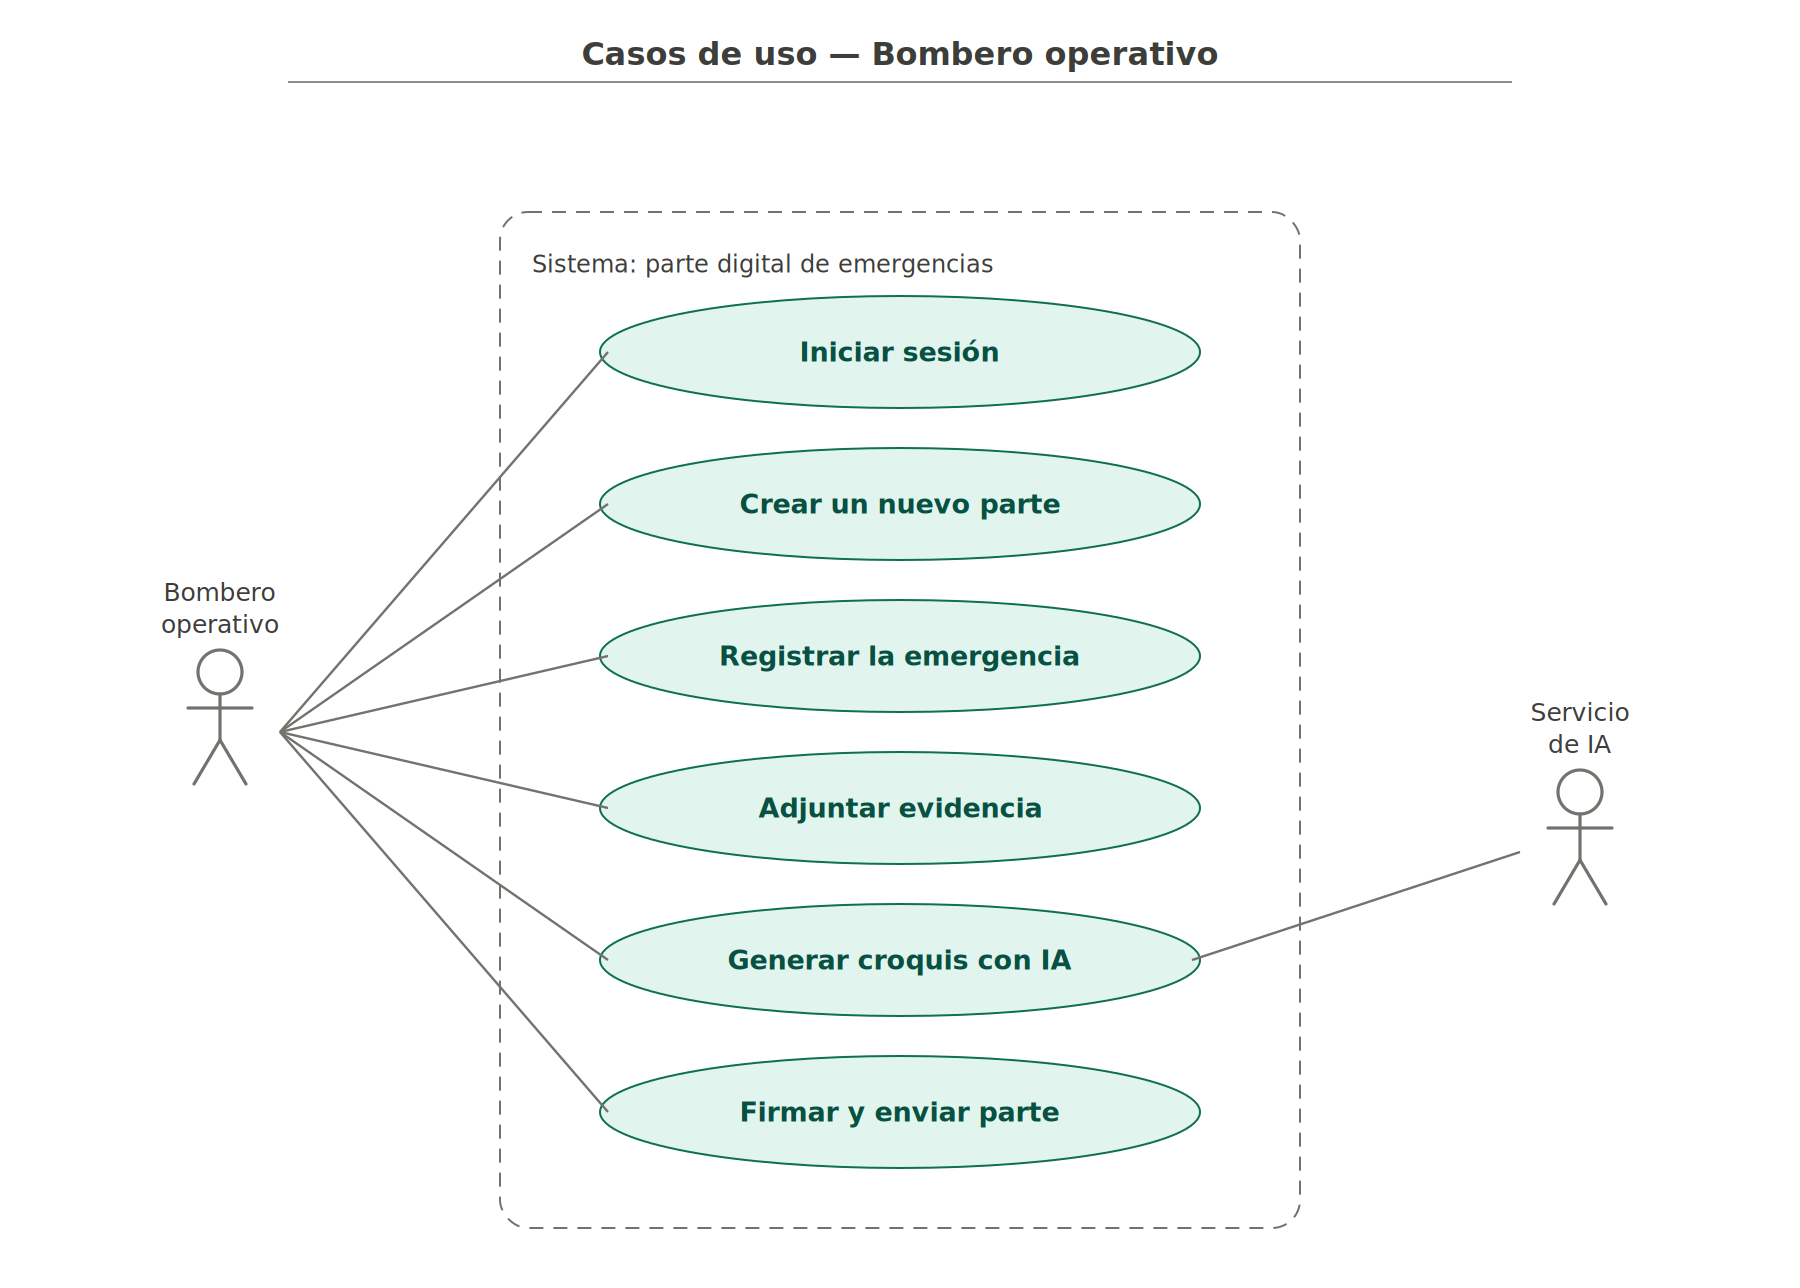 Casos de uso — Bombero operativo
Sistema: parte digital de emergencias
Iniciar sesión
Crear un nuevo parte
Bombero
operativo
Registrar la emergencia
Servicio
de IA
Adjuntar evidencia
Generar croquis con IA
Firmar y enviar parte